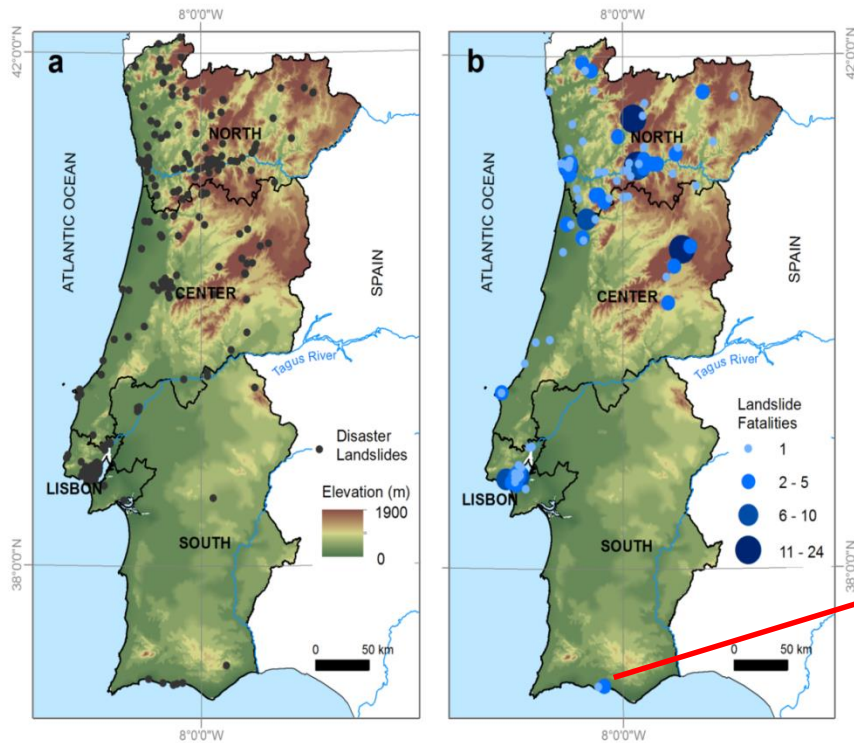 8°0'0"W
8°0'0"W
42°0'0"N
a
b
42°0'0"N
NORTH
NORTH
ATLANTIC OCEAN
SPAIN
ATLANTIC OCEAN
SPAIN
CENTER
CENTER
Tagus River
Tagus River
Disaster
Landslides
Landslide
Fatalities
1
2 - 5
6 - 10
11 - 24
LISBON
LISBON
Elevation (m)
1900
0
SOUTH
SOUTH
38°0'0"N
38°0'0"N
0 50 km
0 50 km
8°0'0"W
8°0'0"W